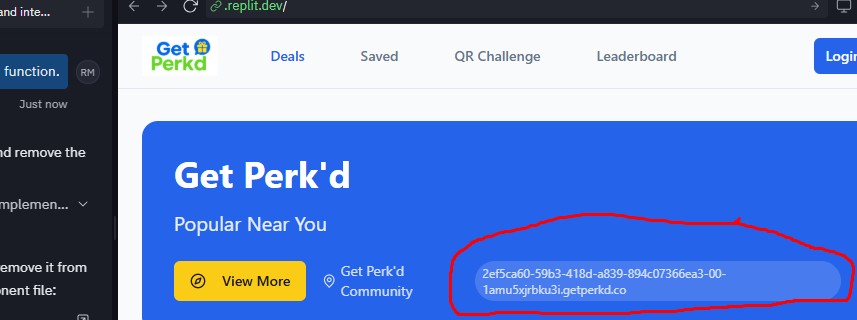 and inte...
.replit.dev/
Get Perkd
Deals
Saved
QR Challenge
Leaderboard
Login
function.
RM
Just now
nd remove the
mplemen...
emove it from
nent file:
Get Perk'd
Popular Near You
View More
Get Perk'd
Community
2ef5ca60-59b3-418d-a839-894c07366ea3-00-
1amu5xjrbku3i.getperkd.co